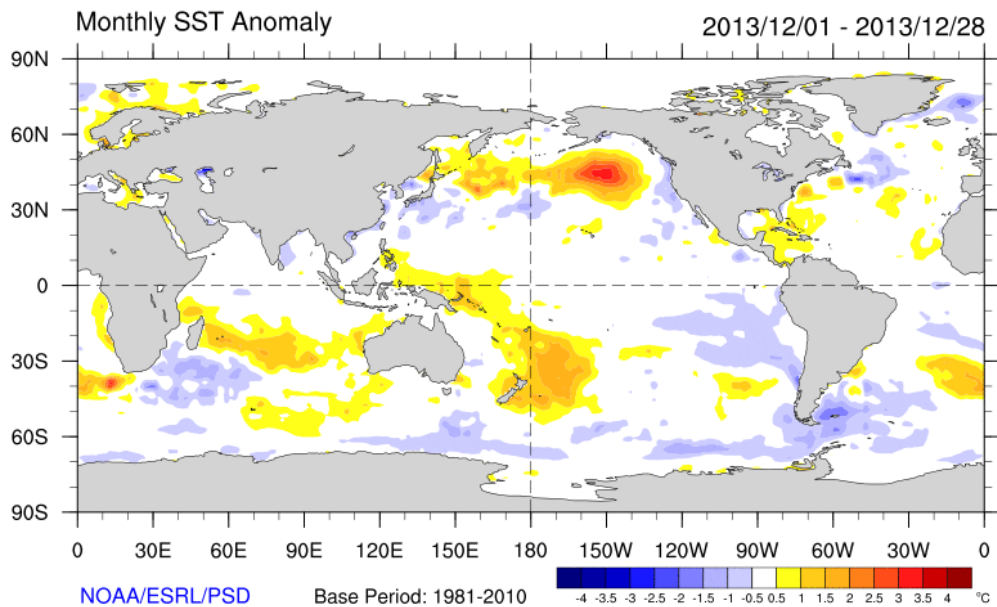 Monthly SST Anomaly 2013/12/01 - 2013/12/28
90N
60N
30N
0
30S
60S
90S
0 30E 60E 90E 120E 150E 180 150W 120W 90W 60W 30W 0
NOAA/ESRL/PSD Base Period: 1981-2010
-4 -3.5 -3 -2.5 -2 -1.5 -1 -0.5 0.5 1 1.5 2 2.5 3 3.5 4 °C